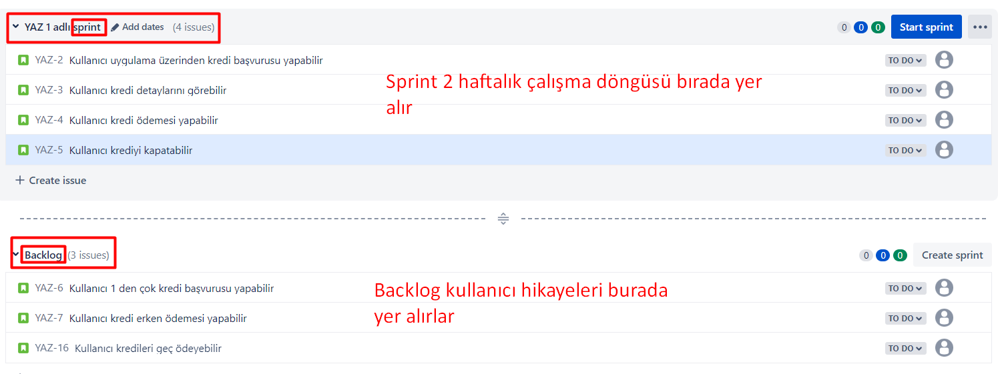 YAZ 1 adlı sprint Add dates (4 issues) 0 0 0 Start sprint
YAZ-2 Kullanıcı uygulama üzerinden kredi başvurusu yapabilir TO DO
YAZ-3 Kullanıcı kredi detaylarını görebilir TO DO
Sprint 2 haftalık çalışma döngüsü bırada yer
alır
YAZ-4 Kullanıcı kredi ödemesi yapabilir TO DO
YAZ-5 Kullanıcı krediyi kapatabilir TO DO
+ Create issue
Backlog (3 issues) 0 0 0 Create sprint
YAZ-6 Kullanıcı 1 den çok kredi başvurusu yapabilir TO DO
Backlog kullanıcı hikayeleri burada
yer alırlar
YAZ-7 Kullanıcı kredi erken ödemesi yapabilir TO DO
YAZ-16 Kullanıcı kredileri geç ödeyebilir TO DO